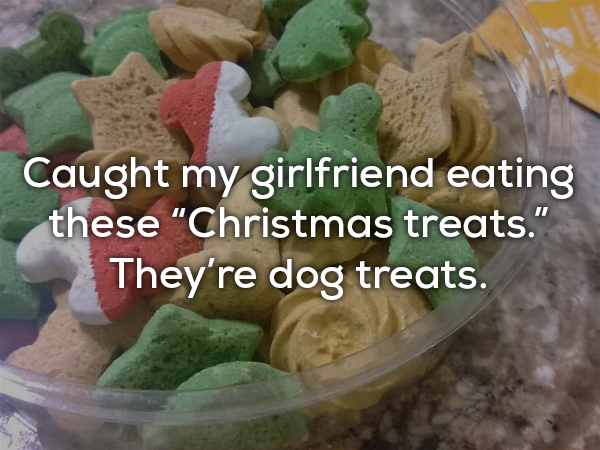 Caught my girlfriend eating
these “Christmas treats.”
They’re dog treats.